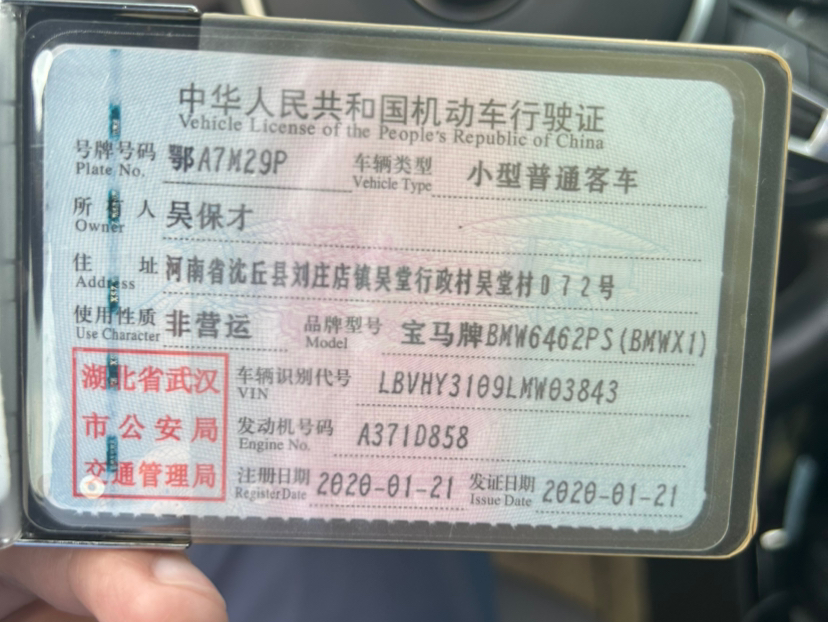 中华人民共和国机动车行驶证
Vehicle License of the People's Republic of China
号牌号码 鄂A7M29P 车辆类型 小型普通客车
Plate No. Vehicle Type
所有人 吴保才
Owner
住址 河南省沈丘县刘庄店镇吴堂行政村吴堂村072号
Address
使用性质 非营运 品牌型号 宝马牌BMW6462PS(BMWX1)
Use Character Model
湖北省武汉 车辆识别代号 LBVHY3109LMW03843
VIN
市公安局 发动机号码 A371D858
Engine No.
交通管理局 注册日期 2020-01-21 发证日期 2020-01-21
Register Date Issue Date